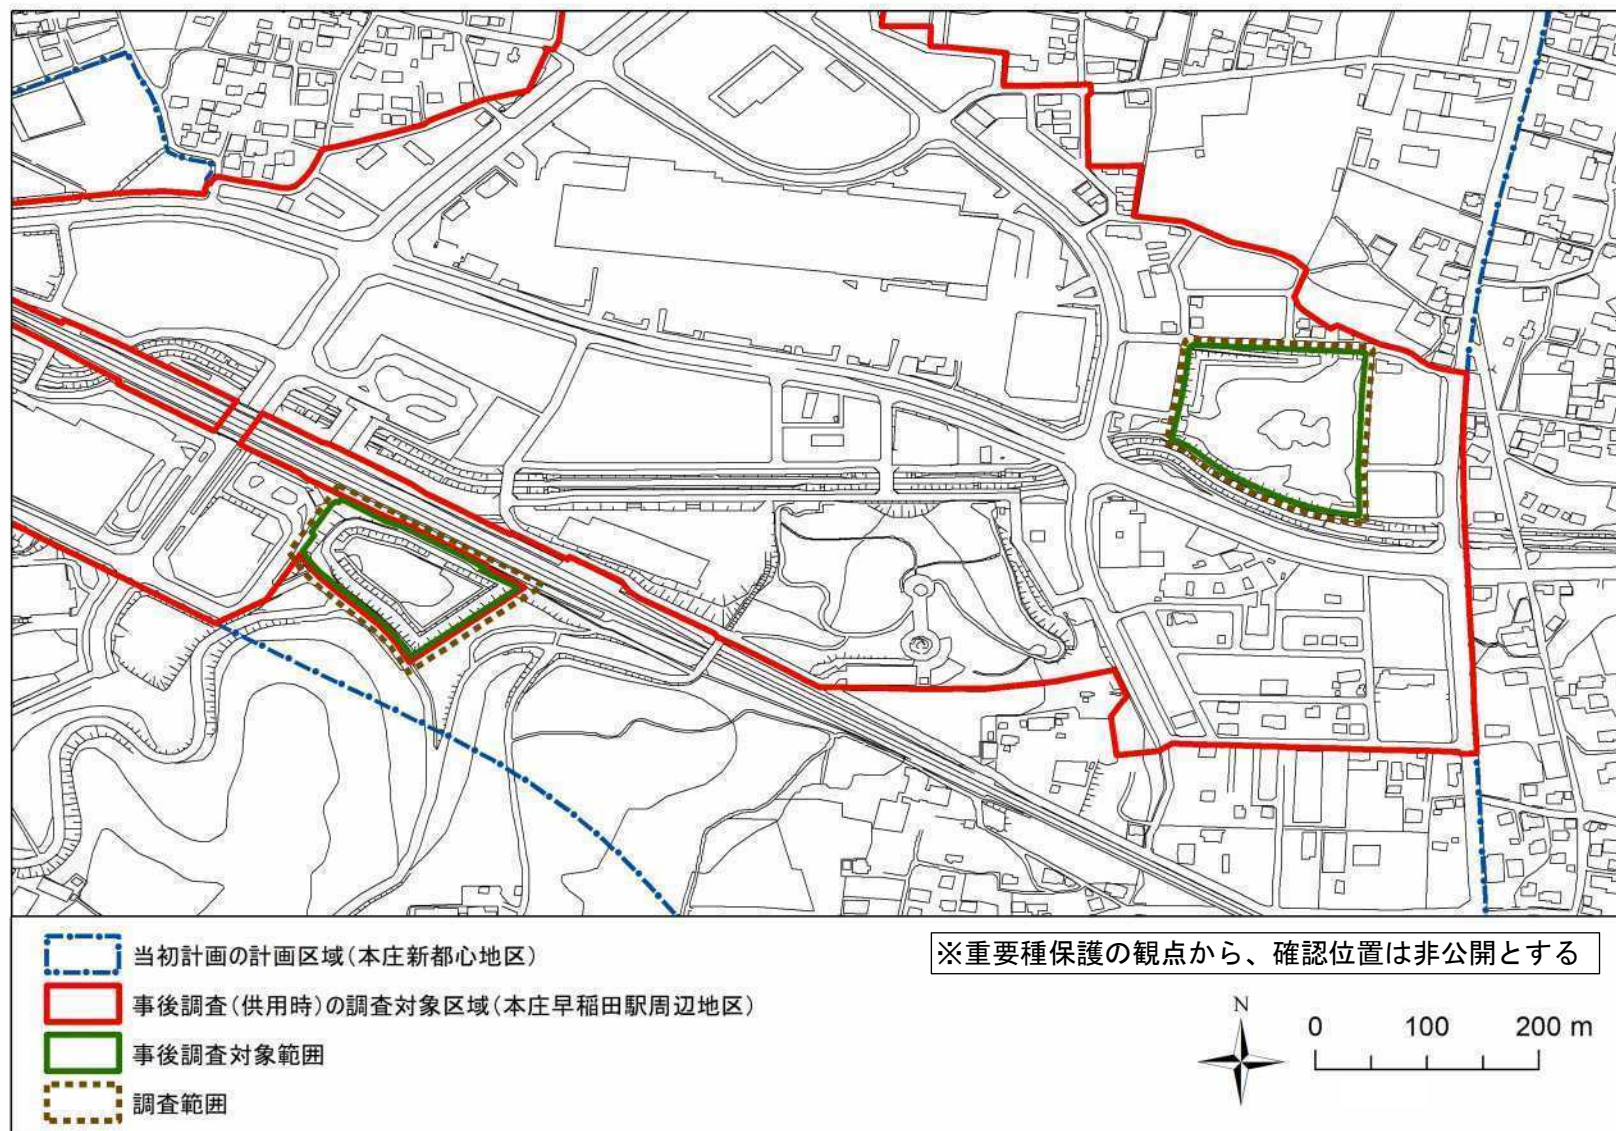 当初計画の計画区域(本庄新都心地区)
事後調査(供用時)の調査対象区域(本庄早稲田駅周辺地区)
事後調査対象範囲
調査範囲
※重要種保護の観点から、確認位置は非公開とする
N
0 100 200 m